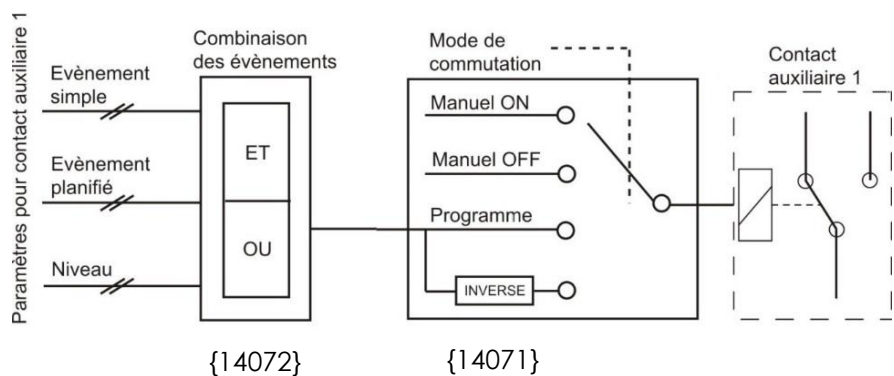 Paramètres pour contact auxiliaire 1
Evènement
simple
Evènement
planifié
Niveau
Combinaison
des évènements
ET
OU
{14072}
Mode de
commutation
Manuel ON
Manuel OFF
Programme
INVERSE
{14071}
Contact
auxiliaire 1